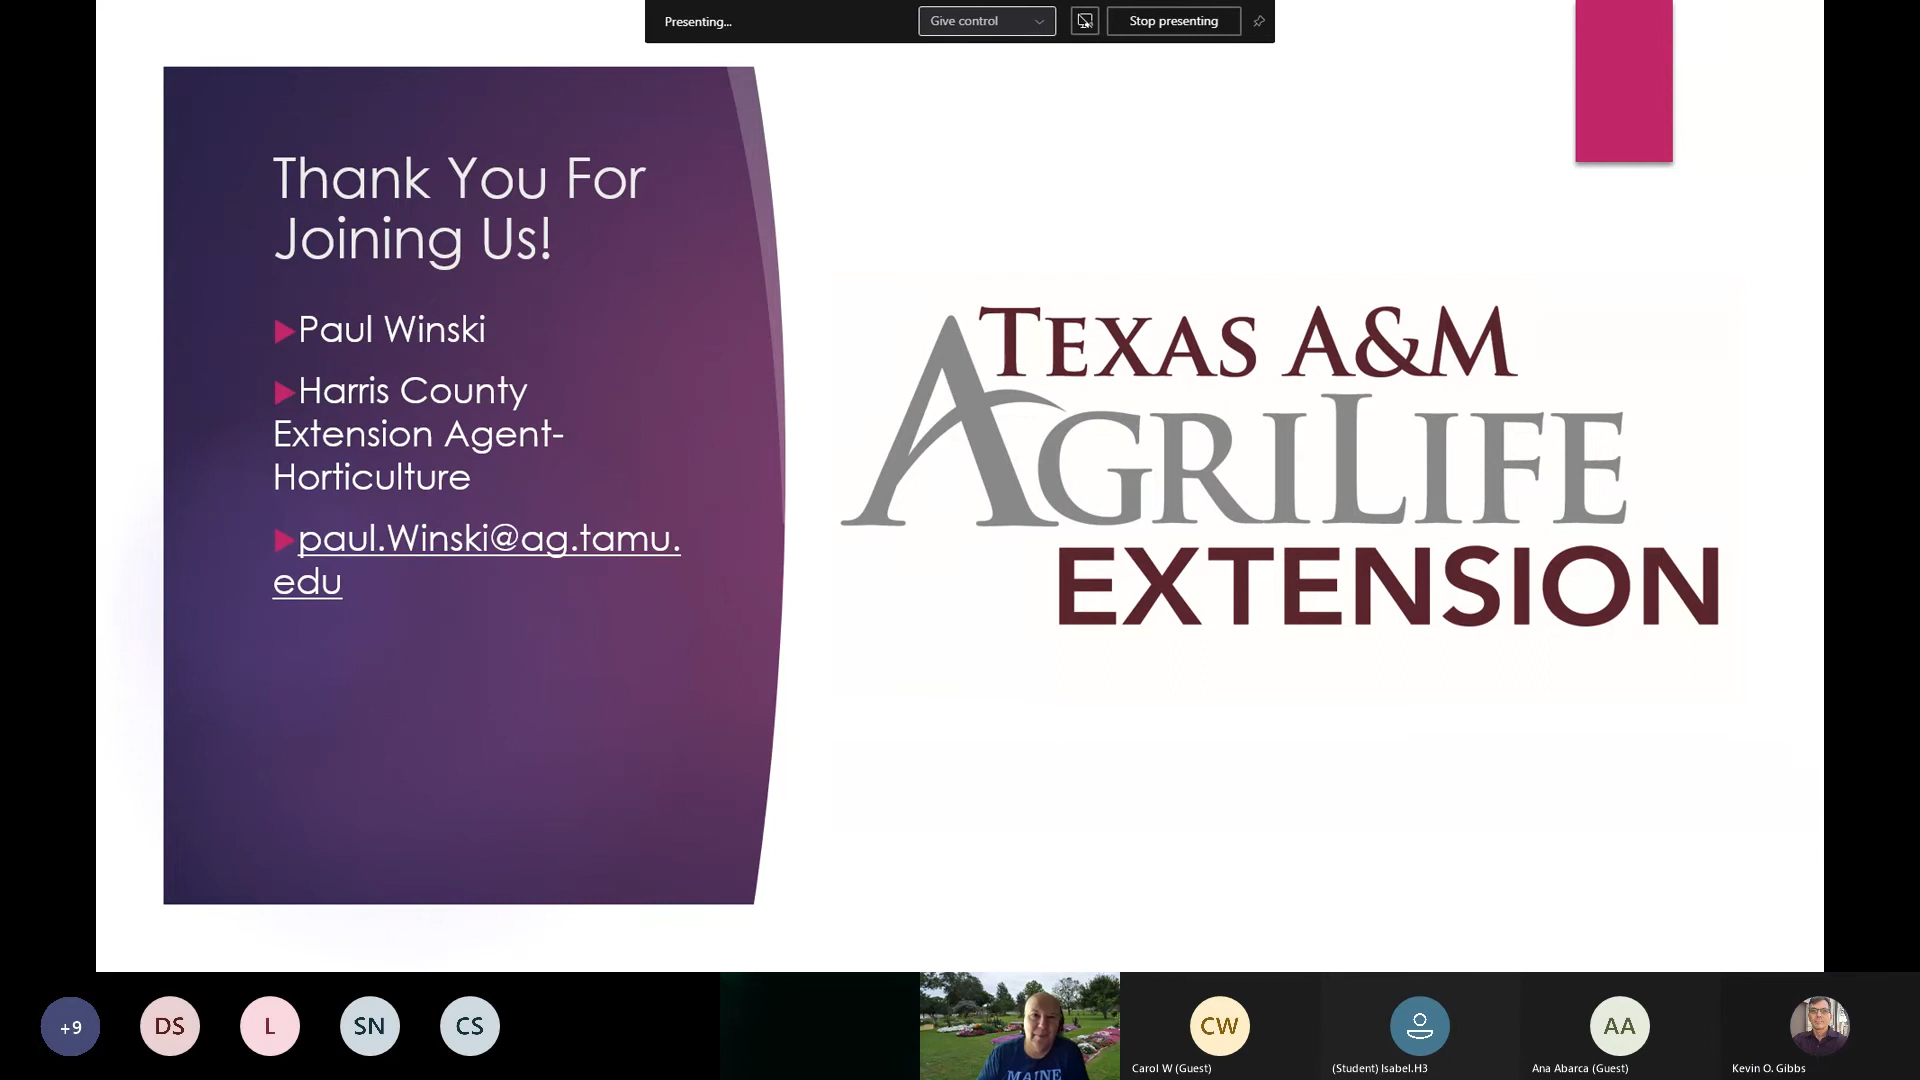 Presenting...
Give control
Stop presenting
Thank You For
Joining Us!
Paul Winski
Harris County
Extension Agent-
Horticulture
paul.Winski@ag.tamu.
edu
TEXAS A&M
AGRILIFE
EXTENSION
+9
DS
L
SN
CS
MAINE
CW
AA
Carol W (Guest)
(Student) Isabel.H3
Ana Abarca (Guest)
Kevin O. Gibbs